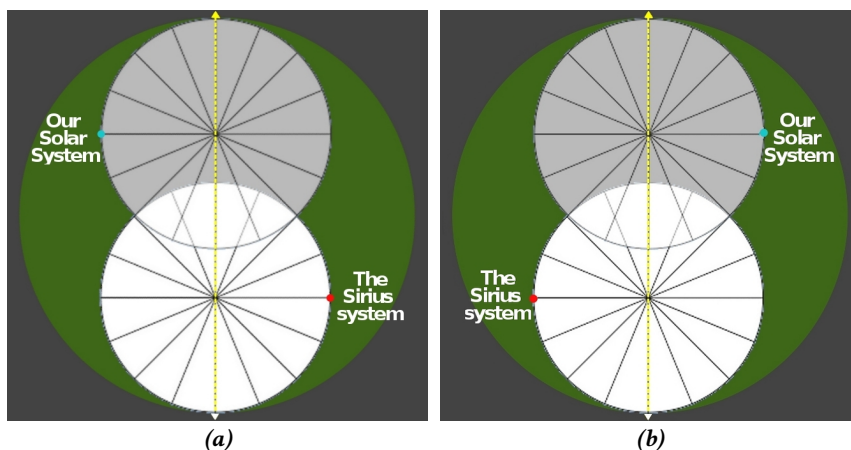 Our
Solar
System
The
Sirius
system
(a)
Our
Solar
System
The
Sirius
system
(b)